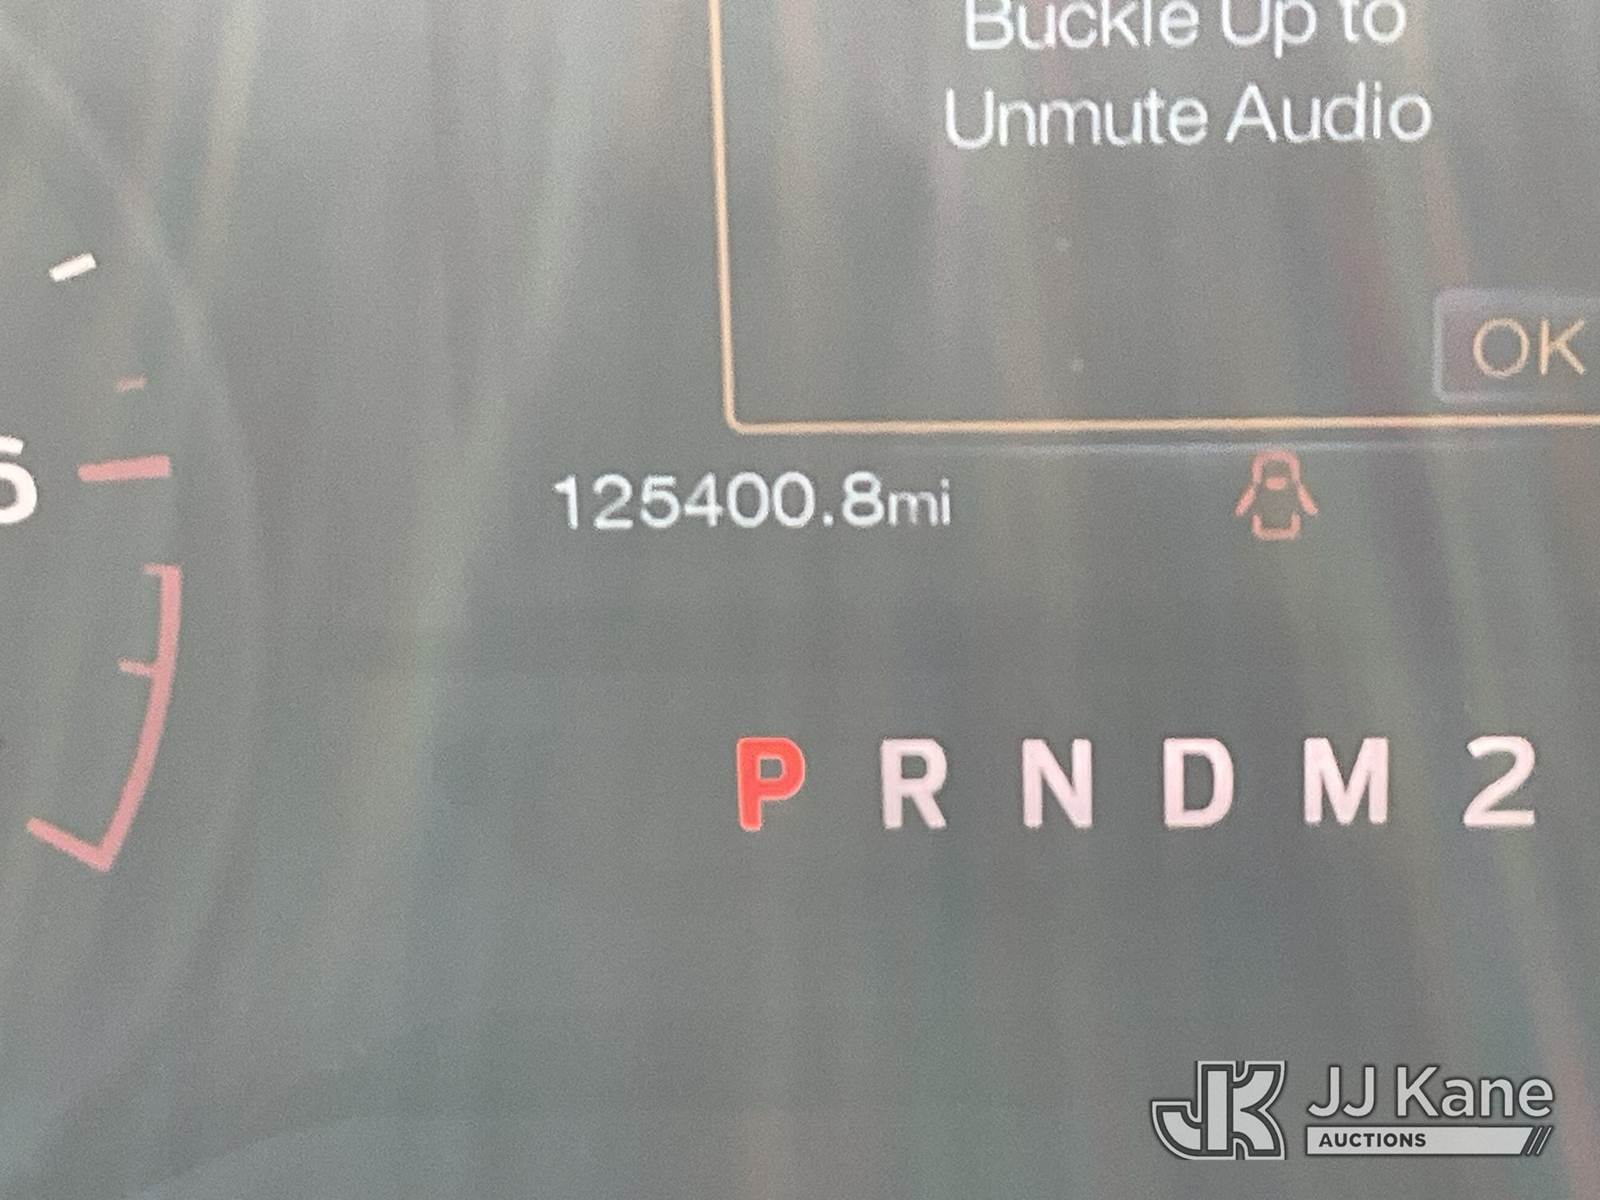 Buckle Up to
Unmute Audio
OK
125400.8mi
P R N D M 2
JJ Kane
AUCTIONS